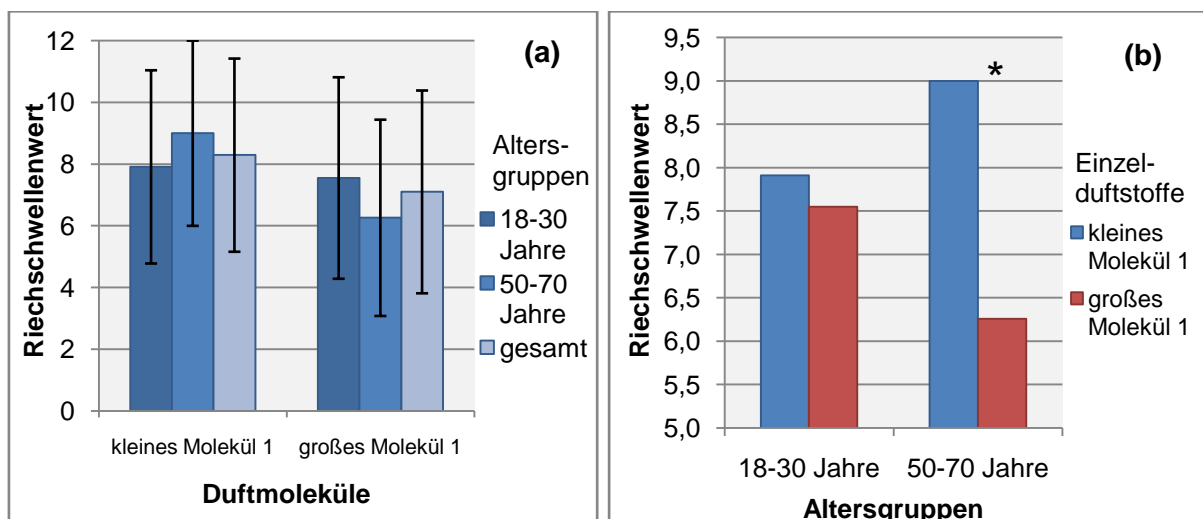 (a)
Riechschwellenwert
12
10
8
6
4
2
0
kleines Molekül 1
großes Molekül 1
Duftmoleküle
Alters-
gruppen
18-30
Jahre
50-70
Jahre
gesamt
(b)
Riechschwellenwert
9,5
9,0
8,5
8,0
7,5
7,0
6,5
6,0
5,5
5,0
*
18-30 Jahre
50-70 Jahre
Altersgruppen
Einzel-
duftstoffe
kleines
Molekül 1
großes
Molekül 1